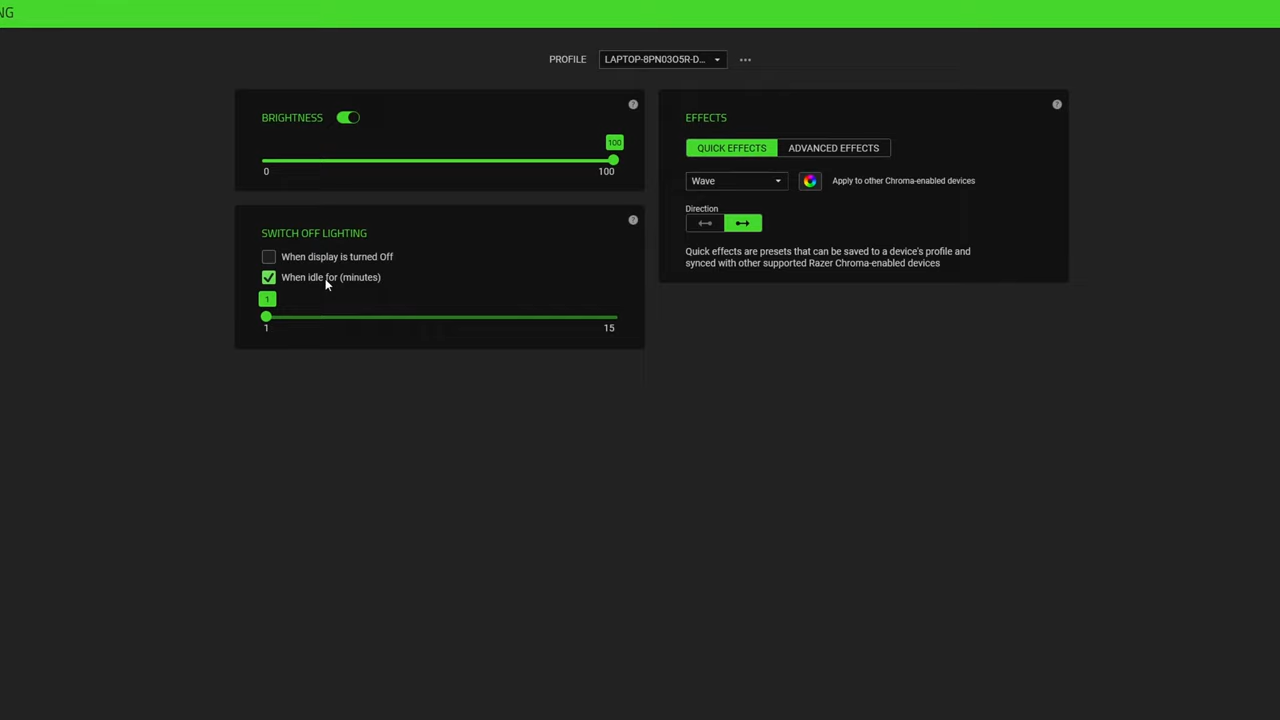 NG
PROFILE LAPTOP-8PN03O5R-D...
BRIGHTNESS
100
0 100
SWITCH OFF LIGHTING
When display is turned Off
When idle for (minutes)
1
1 15
EFFECTS
QUICK EFFECTS ADVANCED EFFECTS
Wave Apply to other Chroma-enabled devices
Direction
Quick effects are presets that can be saved to a device's profile and
synced with other supported Razer Chroma-enabled devices